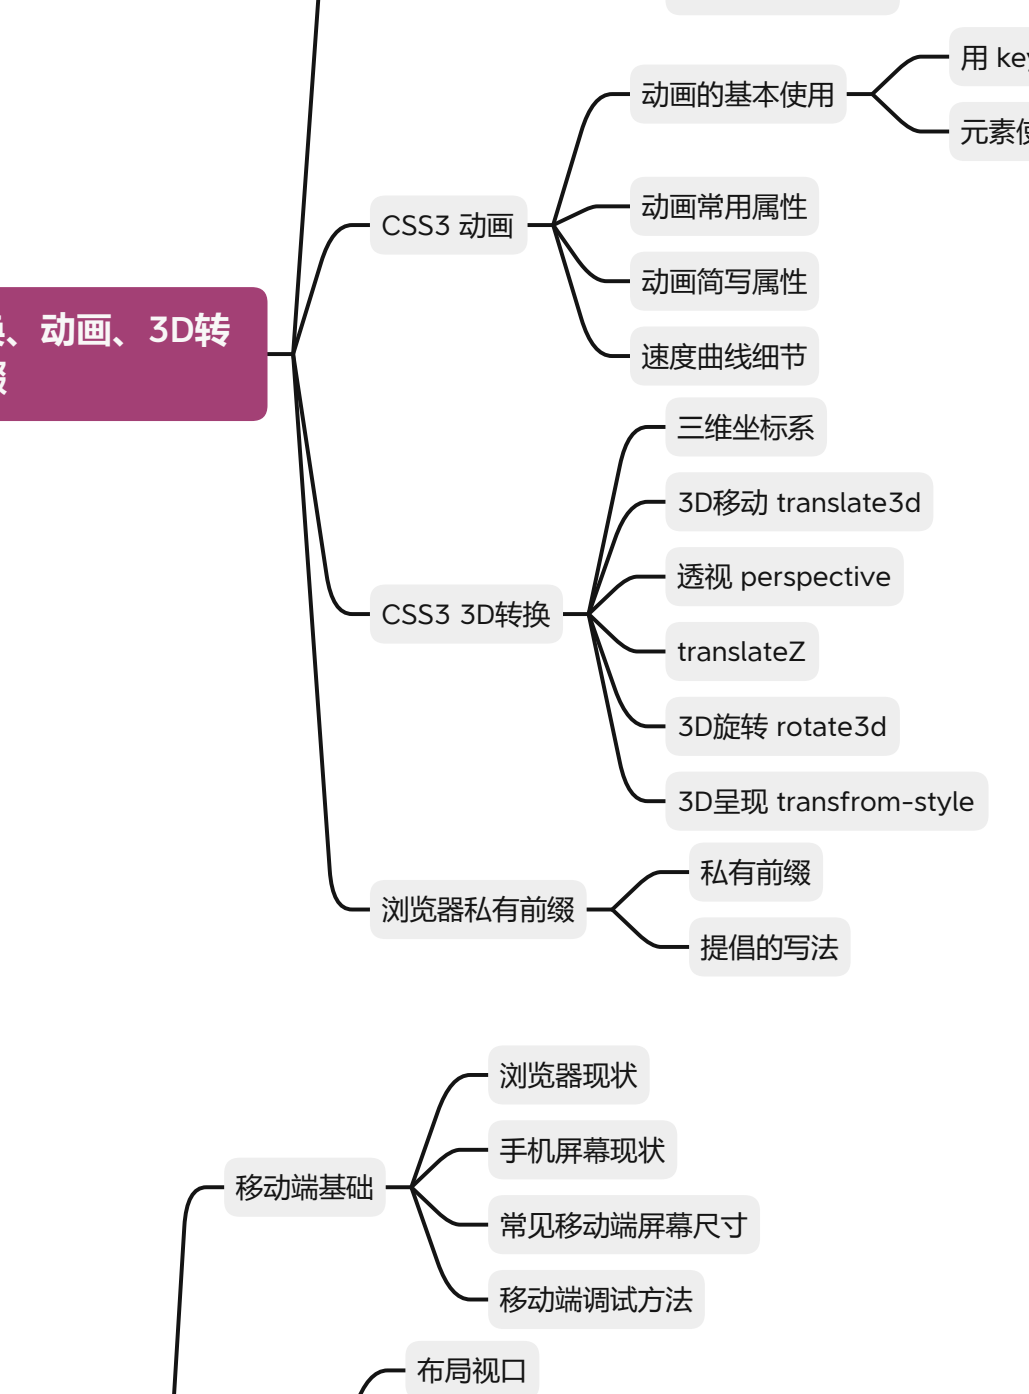 用
动画的基本使用
元素
动画常用属性
CSS3 动画
动画简写属性
、动画、3D转
速度曲线细节
三维坐标系
3D移动 translate3d
透视 perspective
CSS3 3D转换
translateZ
3D旋转 rotate3d
3D呈现 transfrom-style
私有前缀
浏览器私有前缀
提倡的写法
浏览器现状
手机屏幕现状
移动端基础
常见移动端屏幕尺寸
移动端调试方法
布局视口